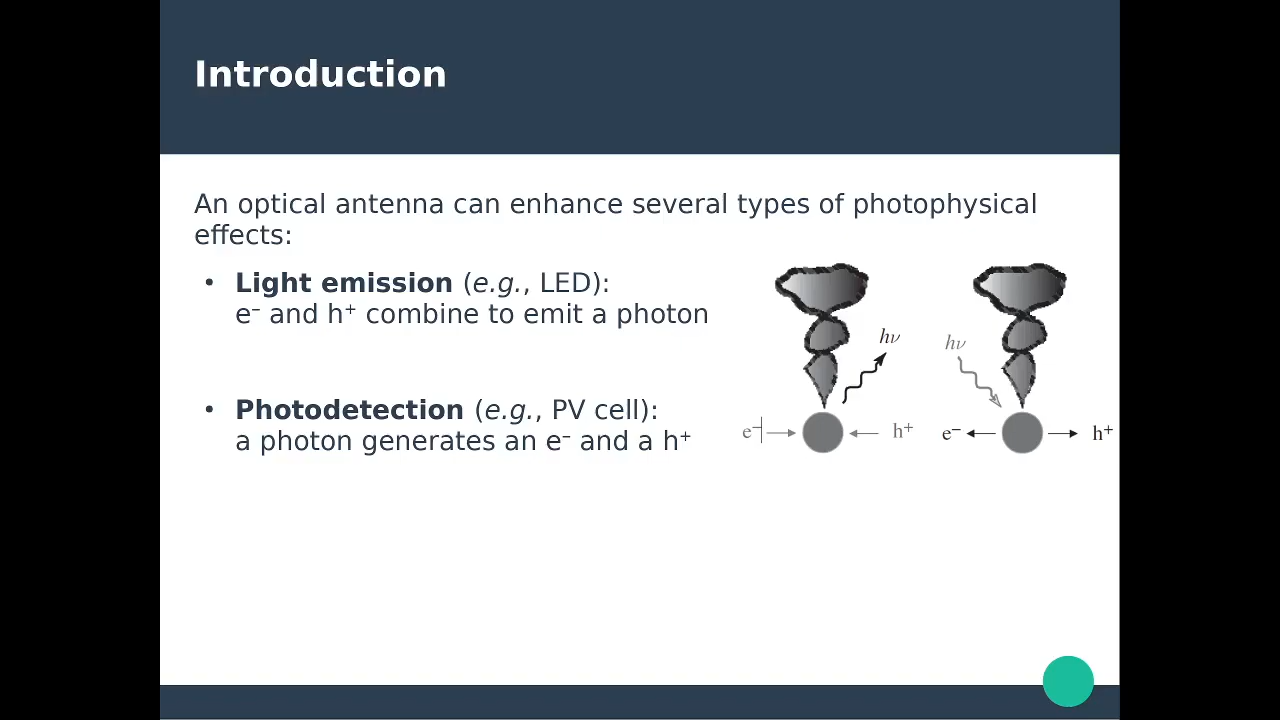 Introduction
An optical antenna can enhance several types of photophysical
effects:
• Light emission (e.g., LED):
e⁻ and h⁺ combine to emit a photon
• Photodetection (e.g., PV cell):
a photon generates an e⁻ and a h⁺
hν
hν
e⁻
h⁺
e⁻
h⁺